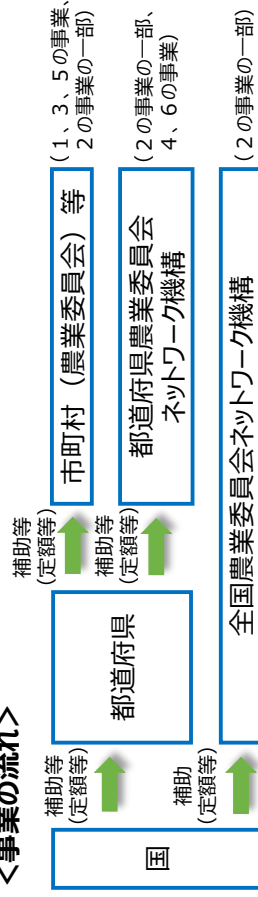 ＜事業の流れ＞
国
補助等
(定額等)
補助
(定額等)
都道府県
補助等
(定額等)
補助等
(定額等)
市町村（農業委員会）等
(１、３、５の事業、
２の事業の一部)
都道府県農業委員会
ネットワーク機構
(２の事業の一部、
４、６の事業)
全国農業委員会ネットワーク機構
(２の事業の一部)